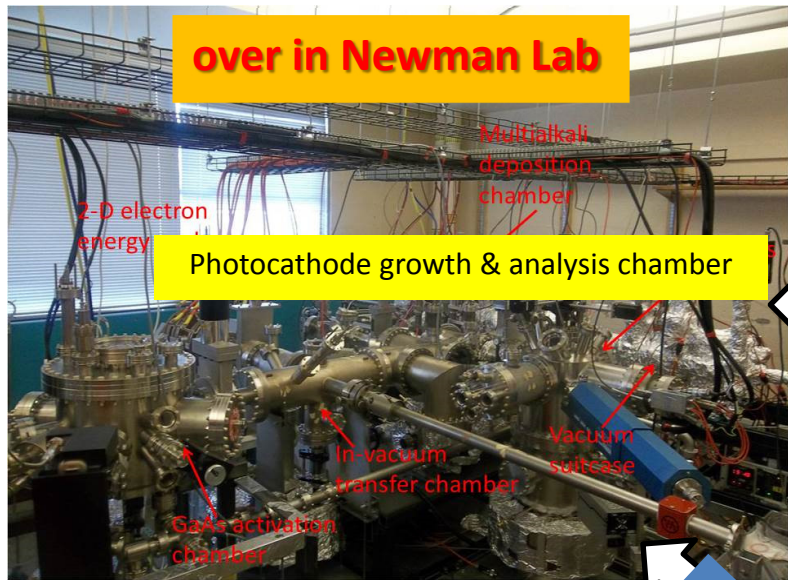 over in Newman Lab
Multialkali
deposition
chamber
2-D electron
energy
Photocathode growth & analysis chamber
In-vacuum
transfer chamber
Vacuum
suitcase
GaAs activation
chamber